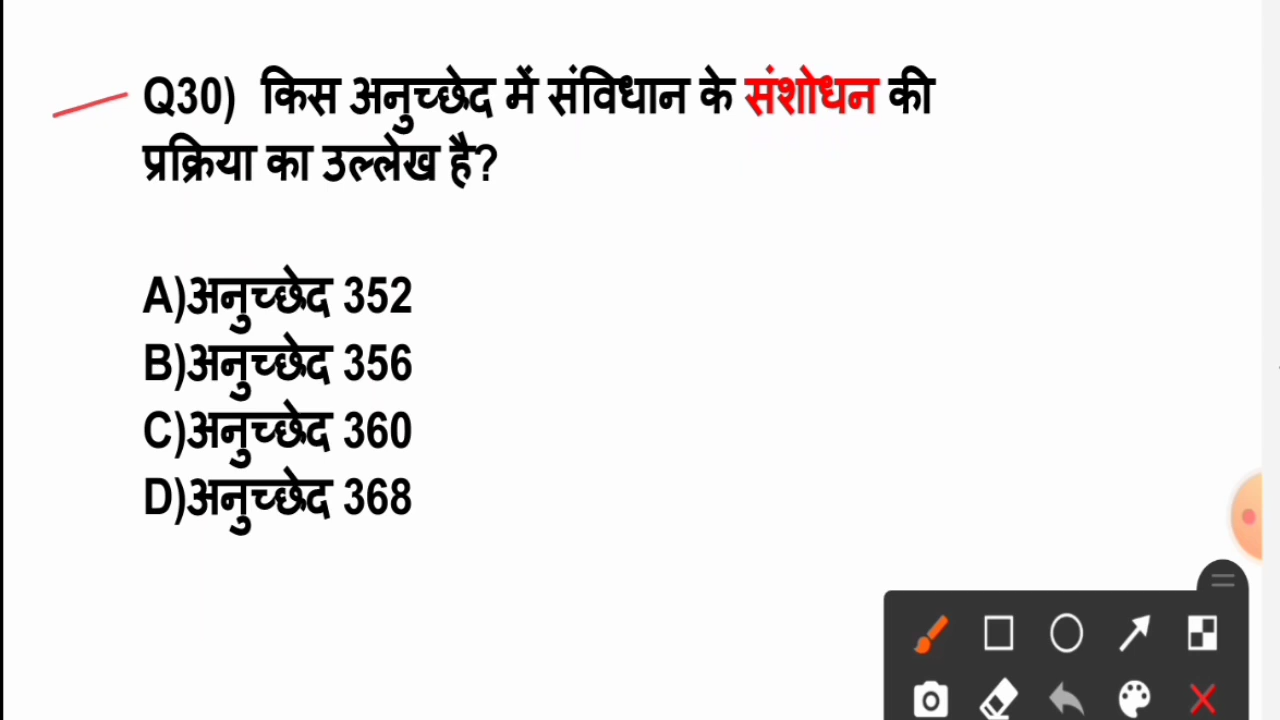 Q30) किस अनुच्छेद में संविधान के संशोधन की
प्रक्रिया का उल्लेख है?
A)अनुच्छेद 352
B)अनुच्छेद 356
C)अनुच्छेद 360
D)अनुच्छेद 368